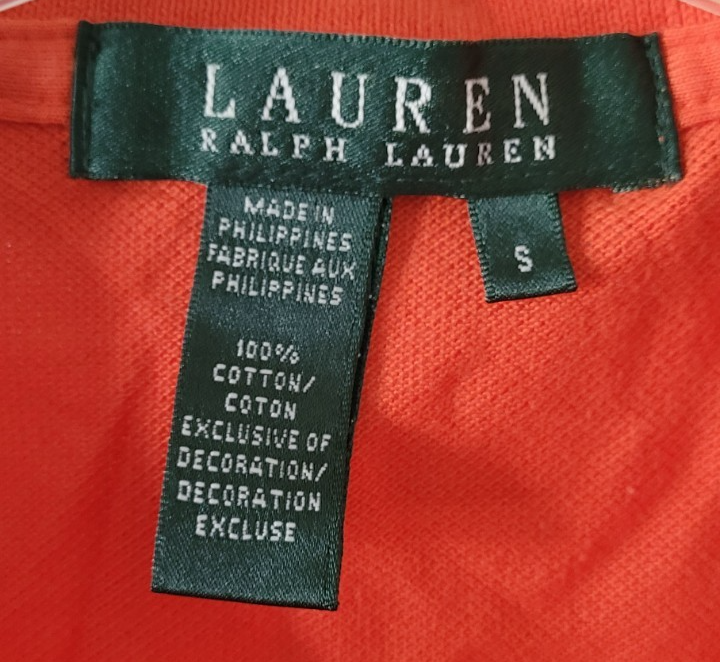 LAUREN
RALPH LAUREN
MADE IN
PHILIPPINES
FABRIQUE AUX
PHILIPPINES
100%
COTTON/
COTON
EXCLUSIVE OF
DECORATION/
DECORATION
EXCLUSE
S